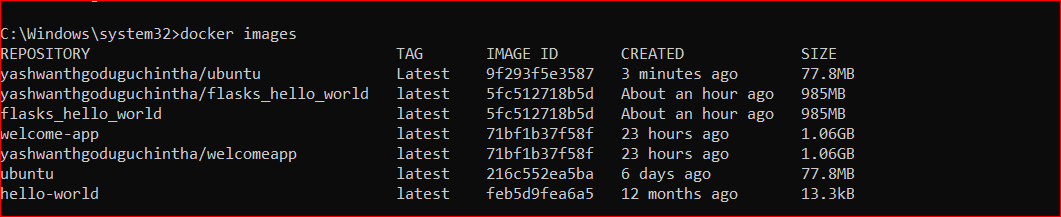 C:\Windows\system32>docker images
REPOSITORY TAG IMAGE ID CREATED SIZE
yashwanthgoduguchintha/ubuntu Latest 9f293f5e3587 3 minutes ago 77.8MB
yashwanthgoduguchintha/flasks_hello_world latest 5fc512718b5d About an hour ago 985MB
flasks_hello_world latest 5fc512718b5d About an hour ago 985MB
welcome-app latest 71bf1b37f58f 23 hours ago 1.06GB
yashwanthgoduguchintha/welcomeapp latest 71bf1b37f58f 23 hours ago 1.06GB
ubuntu latest 216c552ea5ba 6 days ago 77.8MB
hello-world latest feb5d9fea6a5 12 months ago 13.3kB